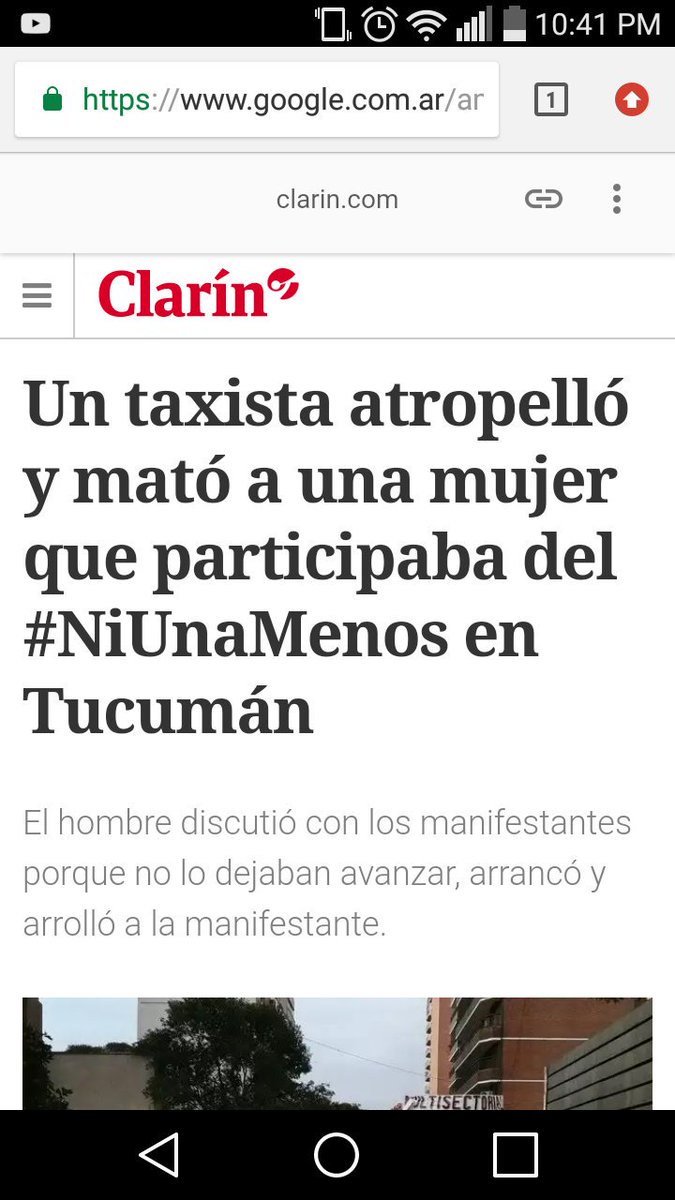 10:41 PM
https://www.google.com.ar/ar
1
clarin.com
Clarín
Un taxista atropelló
y mató a una mujer
que participaba del
#NiUnaMenos en
Tucumán
El hombre discutió con los manifestantes
porque no lo dejaban avanzar, arrancó y
arrolló a la manifestante.
MULTISECTORIAL